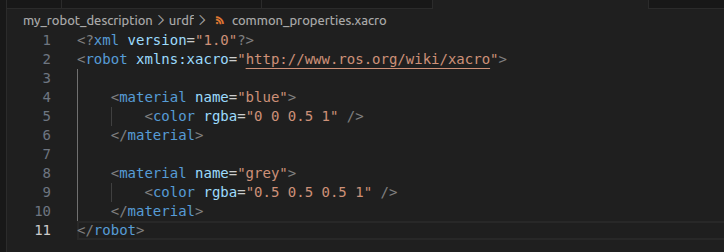 my_robot_description > urdf > common_properties.xacro
1 <?xml version="1.0"?>
2 <robot xmlns:xacro="http://www.ros.org/wiki/xacro">
3
4     <material name="blue">
5         <color rgba="0 0 0.5 1" />
6     </material>
7
8     <material name="grey">
9         <color rgba="0.5 0.5 0.5 1" />
10     </material>
11 </robot>